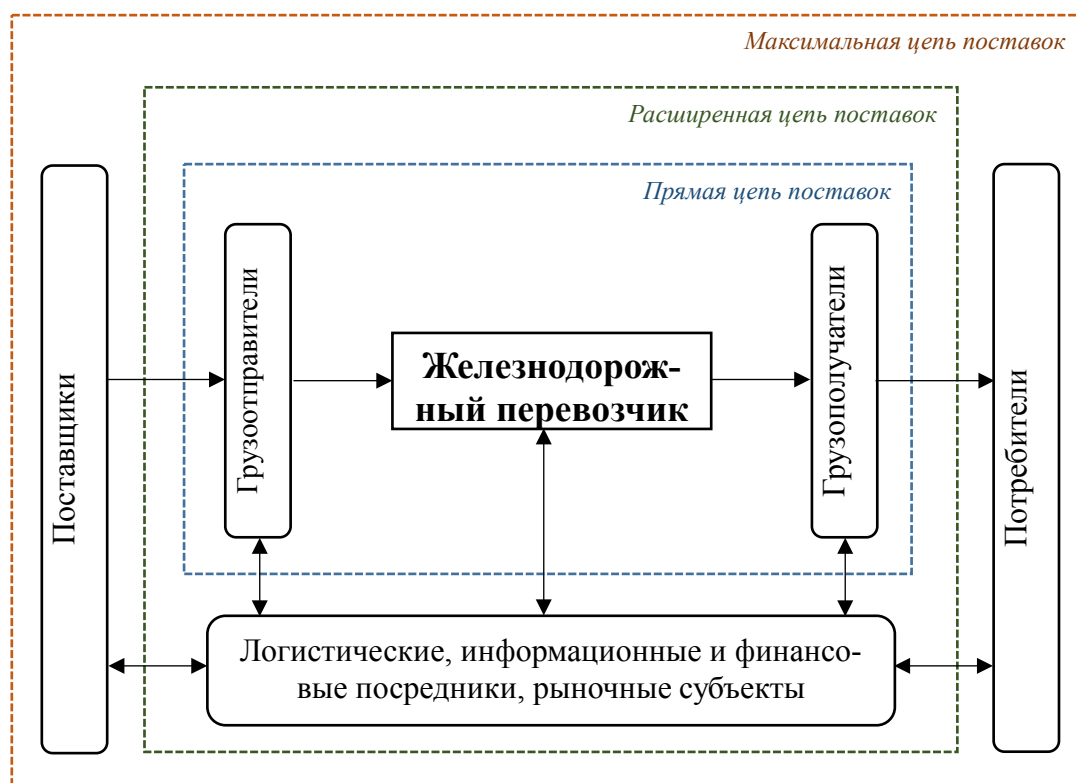 Максимальная цепь поставок
Расширенная цепь поставок
Прямая цепь поставок
Поставщики
Грузоотправители
Железнодорож-
ный перевозчик
Грузополучатели
Потребители
Логистические, информационные и финансо-
вые посредники, рыночные субъекты